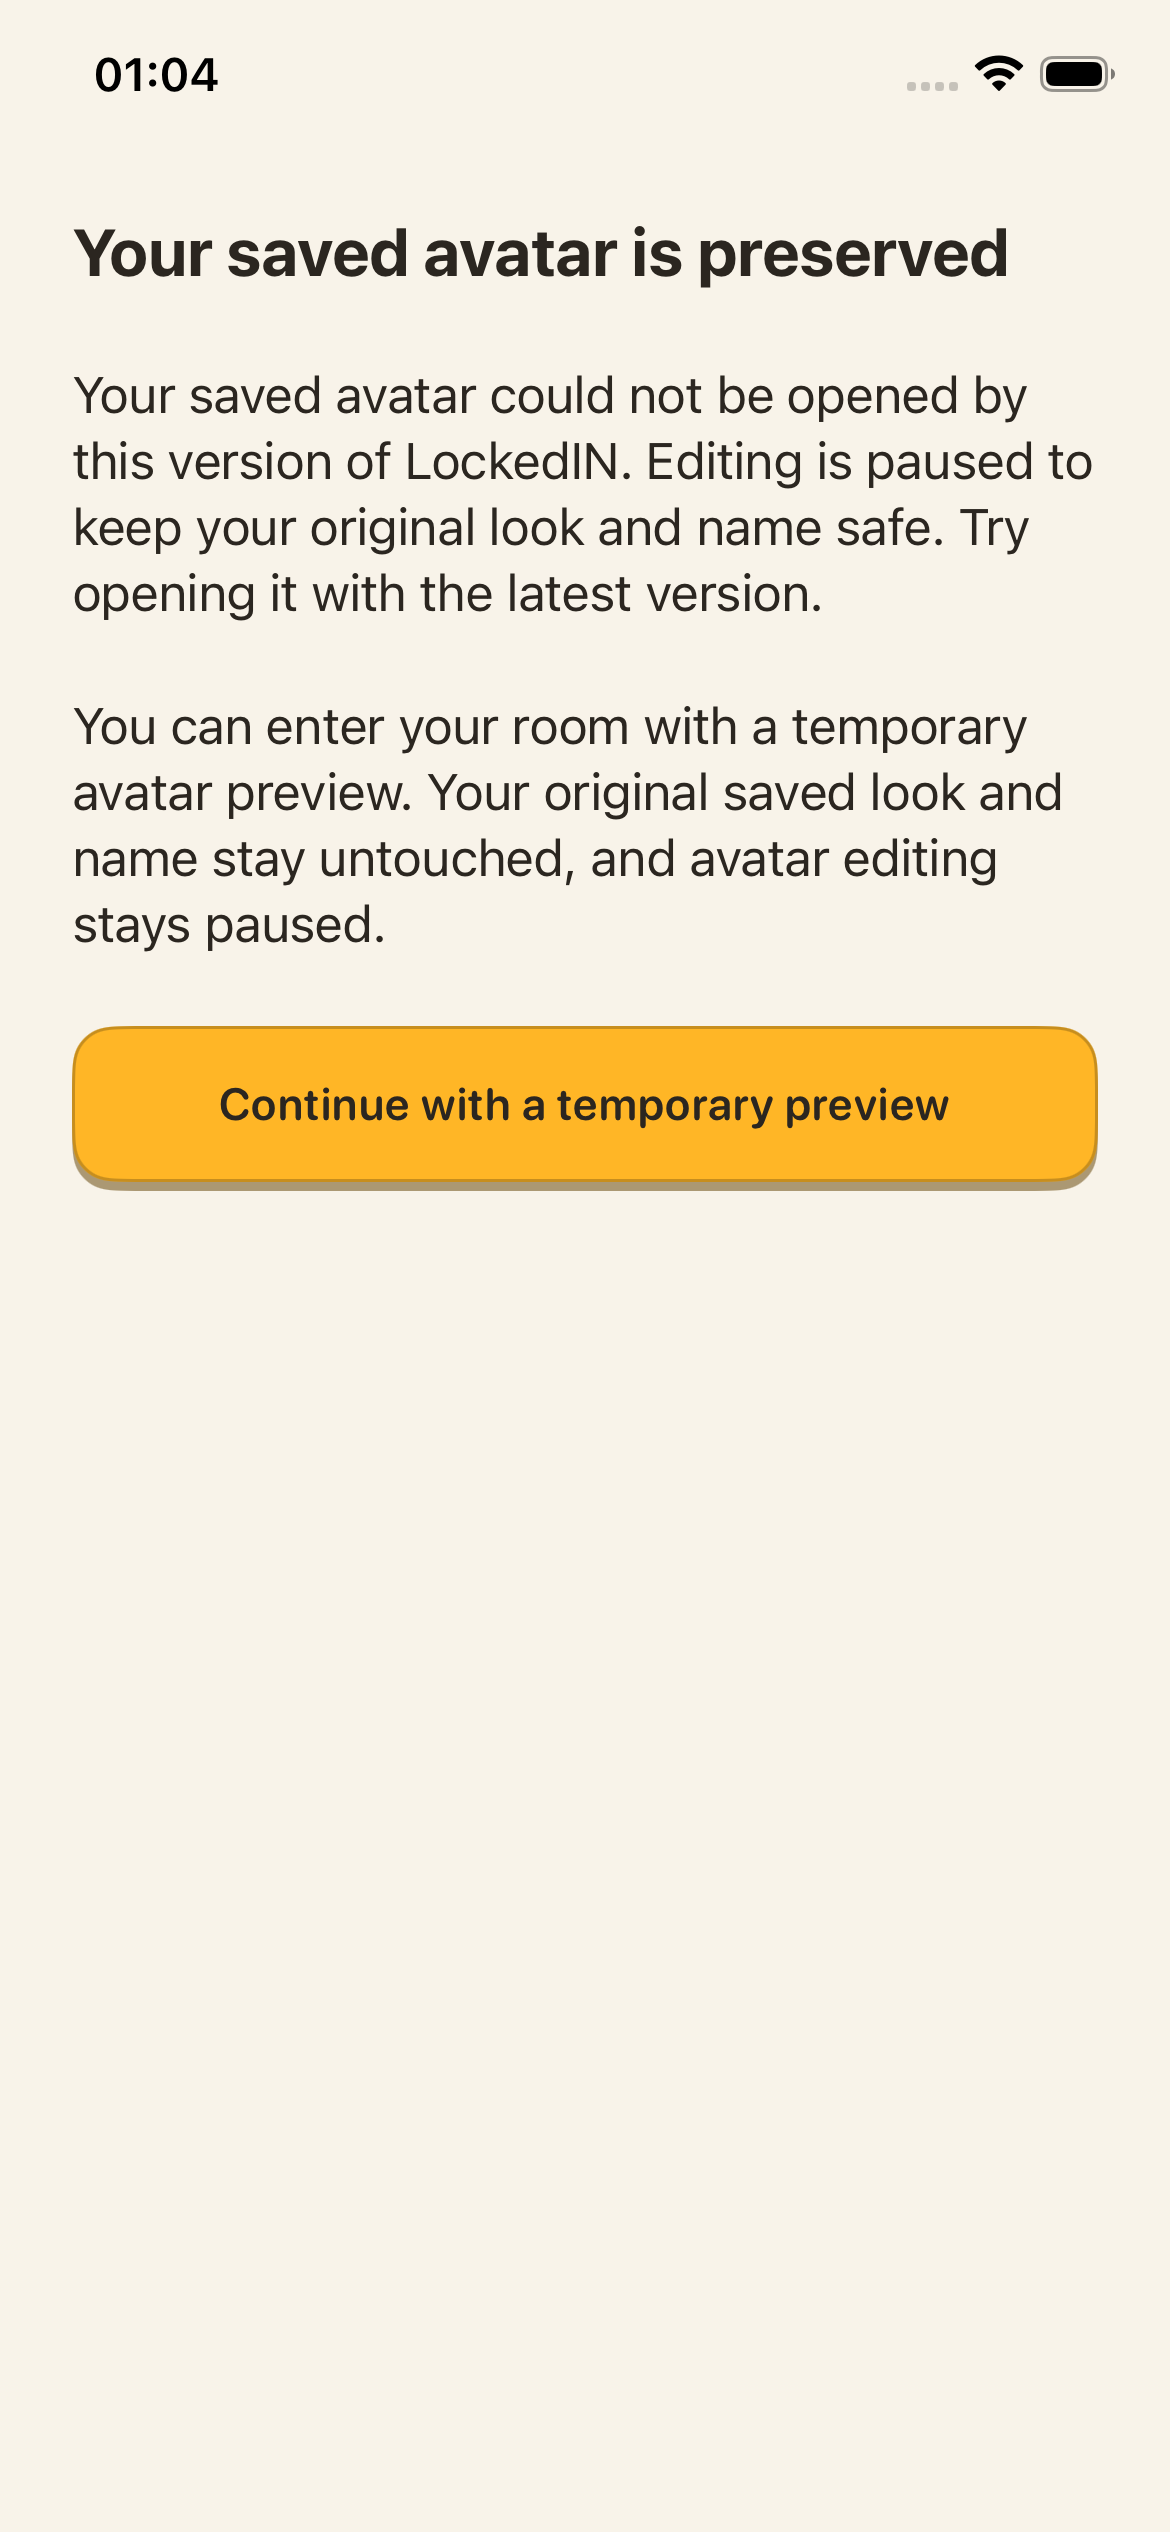 01:04
Your saved avatar is preserved
Your saved avatar could not be opened by
this version of LockedIN. Editing is paused to
keep your original look and name safe. Try
opening it with the latest version.
You can enter your room with a temporary
avatar preview. Your original saved look and
name stay untouched, and avatar editing
stays paused.
Continue with a temporary preview